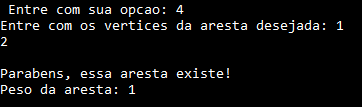 Entre com sua opcao: 4
Entre com os vertices da aresta desejada: 1
2
Parabens, essa aresta existe!
Peso da aresta: 1